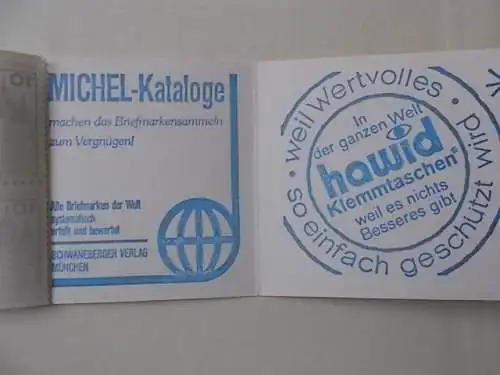 MICHEL-Kataloge
machen das Briefmarkensammeln
zum Vergnügen!
Alle Briefmarken der Welt
systematisch
erfaßt und bewertet
SCHWANEBERGER VERLAG
MÜNCHEN
weil Wertvolles · so einfach geschützt wird ·
In
der ganzen Welt
hawid
Klemmtaschen®
weil es nichts
Besseres gibt